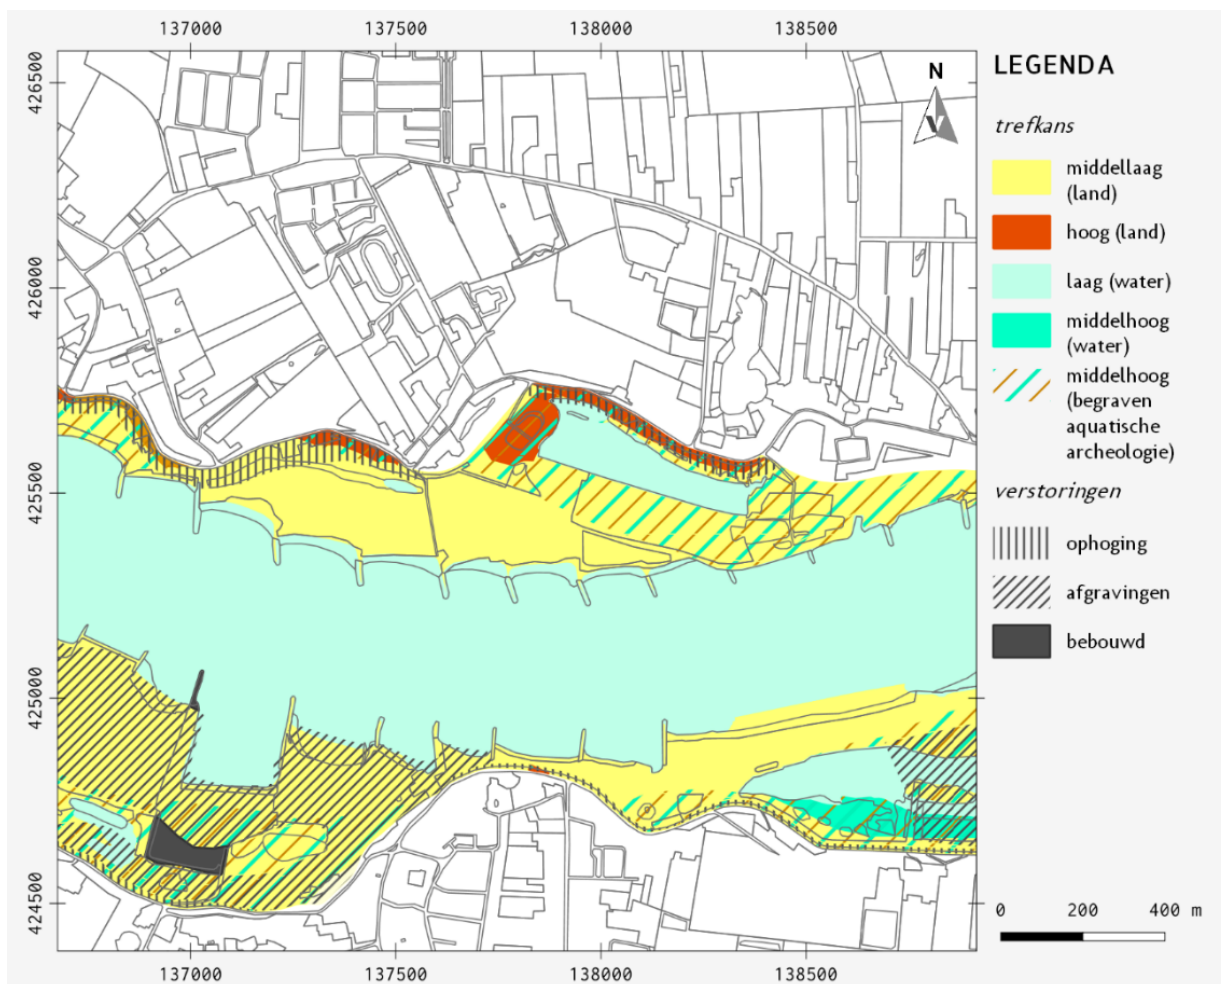 137000 137500 138000 138500
426500
426000
425500
425000
424500
N
137000 137500 138000 138500
LEGENDA
trefkans
middellaag
(land)
hoog (land)
laag (water)
middelhoog
(water)
middelhoog
(begraven
aquatische
archeologie)
verstoringen
ophoging
afgravingen
bebouwd
0 200 400 m